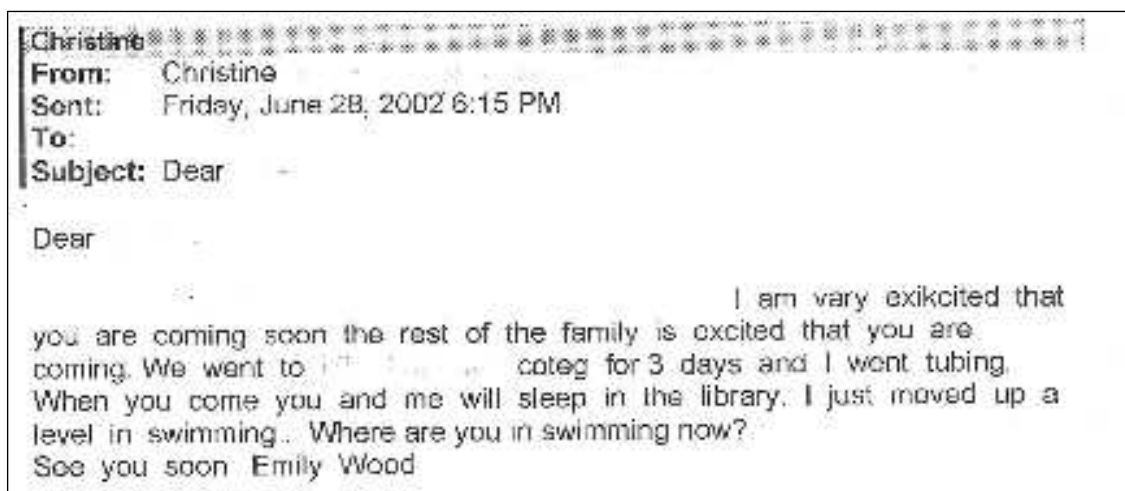 Christine
From: Christine
Sent: Friday, June 28, 2002 6:15 PM
To:
Subject: Dear
Dear
I am vary exikcited that
you are coming soon the rest of the family is excited that you are
coming. We went to coteg for 3 days and I went tubing.
When you come you and me will sleep in the library. I just moved up a
level in swimming.. Where are you in swimming now?
See you soon Emily Wood